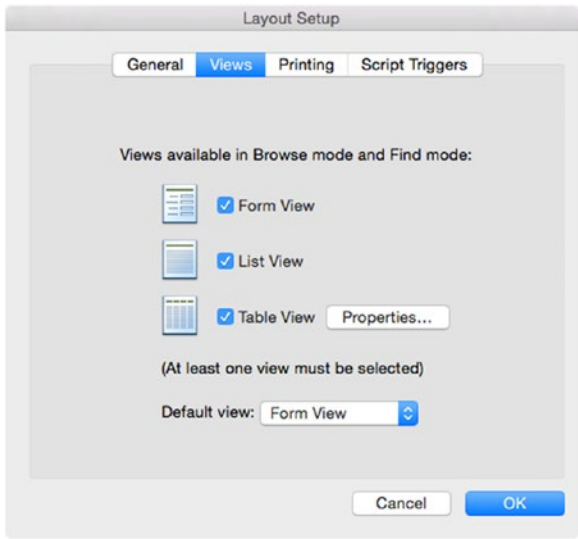 Layout Setup
General Views Printing Script Triggers
Views available in Browse mode and Find mode:
Form View
List View
Table View Properties...
(At least one view must be selected)
Default view: Form View
Cancel OK